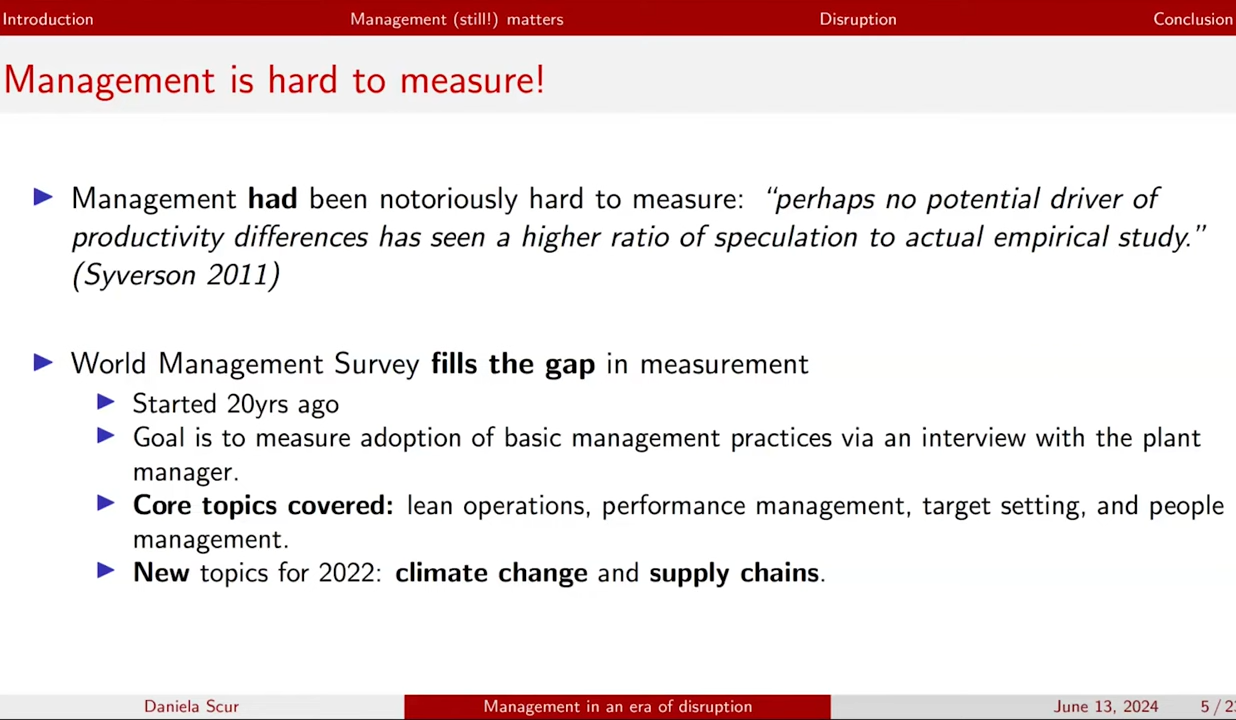 Introduction Management (still!) matters Disruption Conclusion
Management is hard to measure!
Management had been notoriously hard to measure: “perhaps no potential driver of
productivity differences has seen a higher ratio of speculation to actual empirical study.”
(Syverson 2011)
World Management Survey fills the gap in measurement
Started 20yrs ago
Goal is to measure adoption of basic management practices via an interview with the plant
manager.
Core topics covered: lean operations, performance management, target setting, and people
management.
New topics for 2022: climate change and supply chains.
Daniela Scur Management in an era of disruption June 13, 2024 5 /